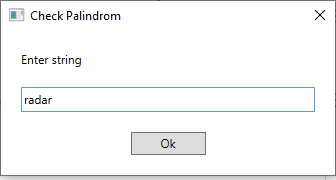 Check Palindrom
Enter string
radar
Ok